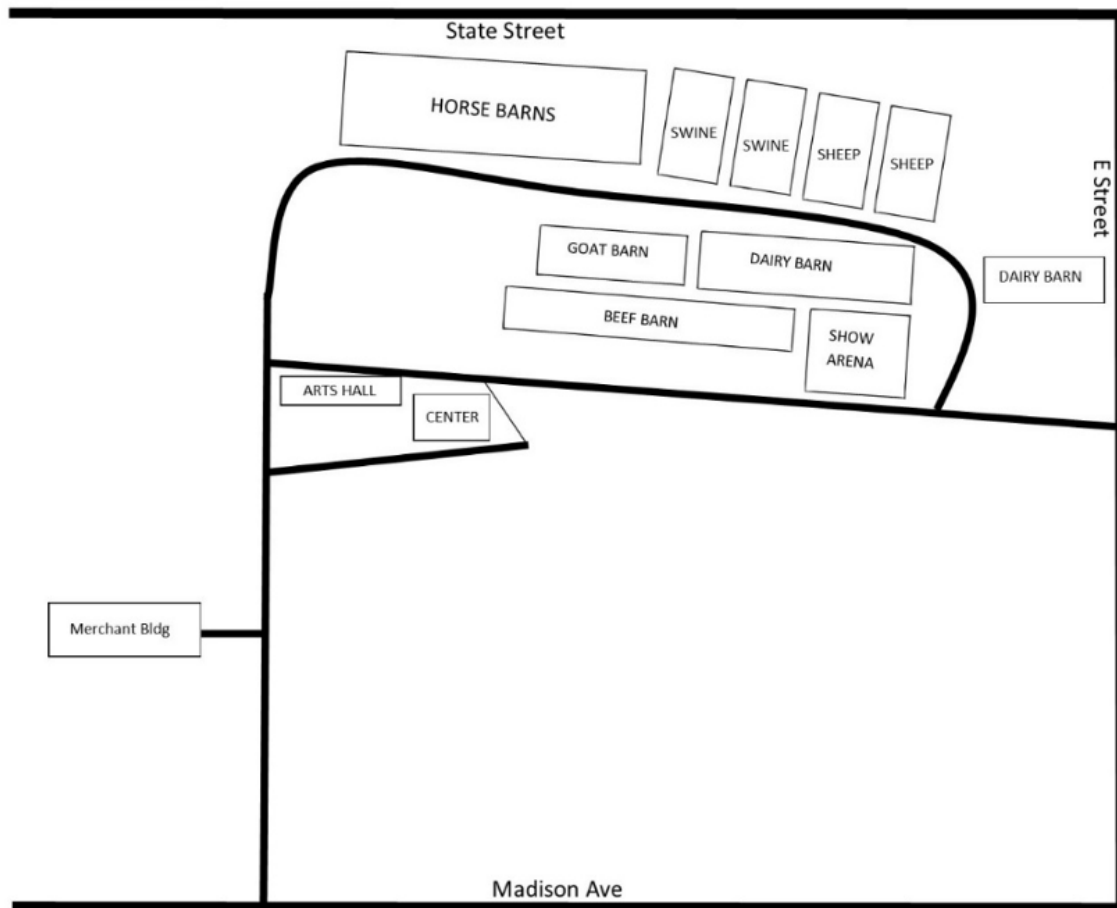 State Street
HORSE BARNS
SWINE
SWINE
SHEEP
SHEEP
E Street
GOAT BARN
DAIRY BARN
DAIRY BARN
BEEF BARN
SHOW
ARENA
ARTS HALL
CENTER
Merchant Bldg
Madison Ave